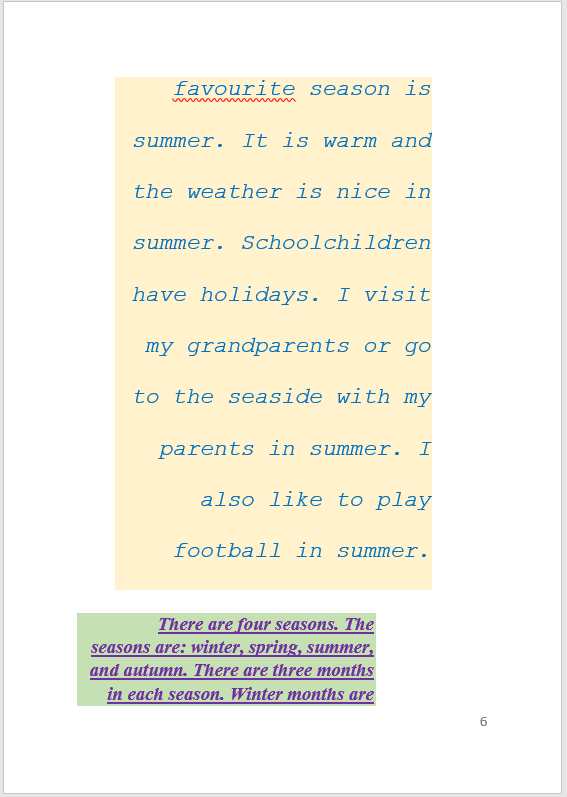 favourite season is
summer. It is warm and
the weather is nice in
summer. Schoolchildren
have holidays. I visit
my grandparents or go
to the seaside with my
parents in summer. I
also like to play
football in summer.
There are four seasons. The
seasons are: winter, spring, summer,
and autumn. There are three months
in each season. Winter months are
6